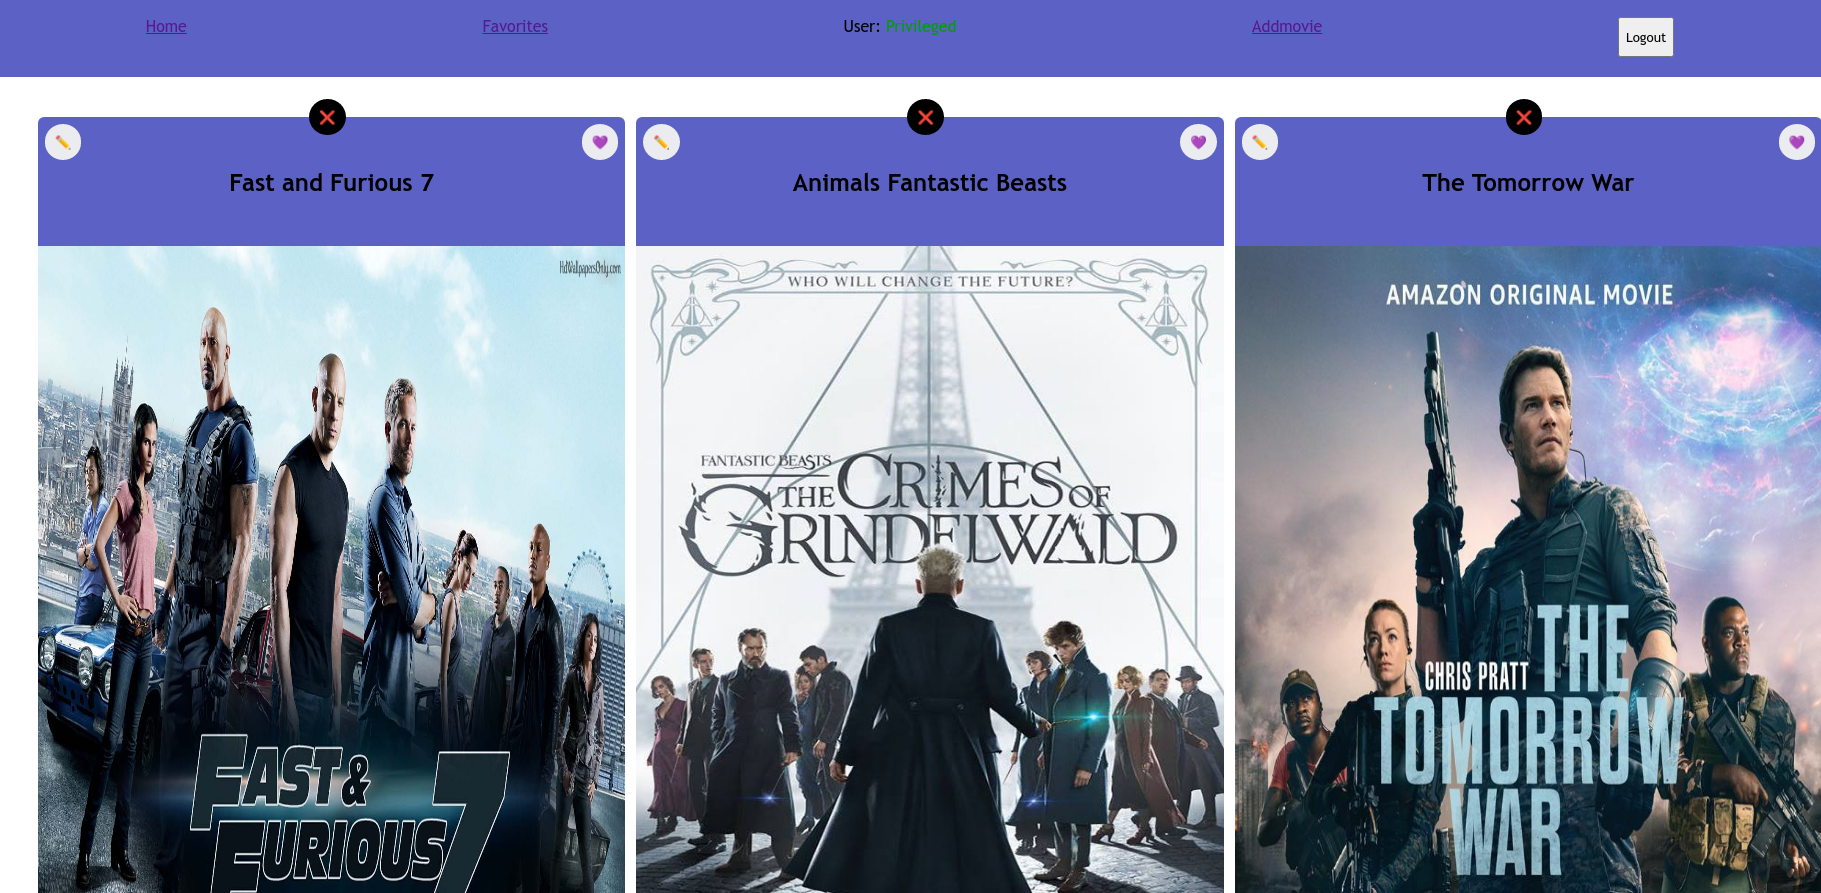 Home Favorites User: Privileged Addmovie Logout
Fast and Furious 7
Animals Fantastic Beasts
The Tomorrow War
HdWallpapersOnly.com
FAST &
FURIOUS 7
WHO WILL CHANGE THE FUTURE?
FANTASTIC BEASTS
THE CRIMES OF
GRINDELWALD
AMAZON ORIGINAL MOVIE
CHRIS PRATT
THE
TOMORROW
WAR